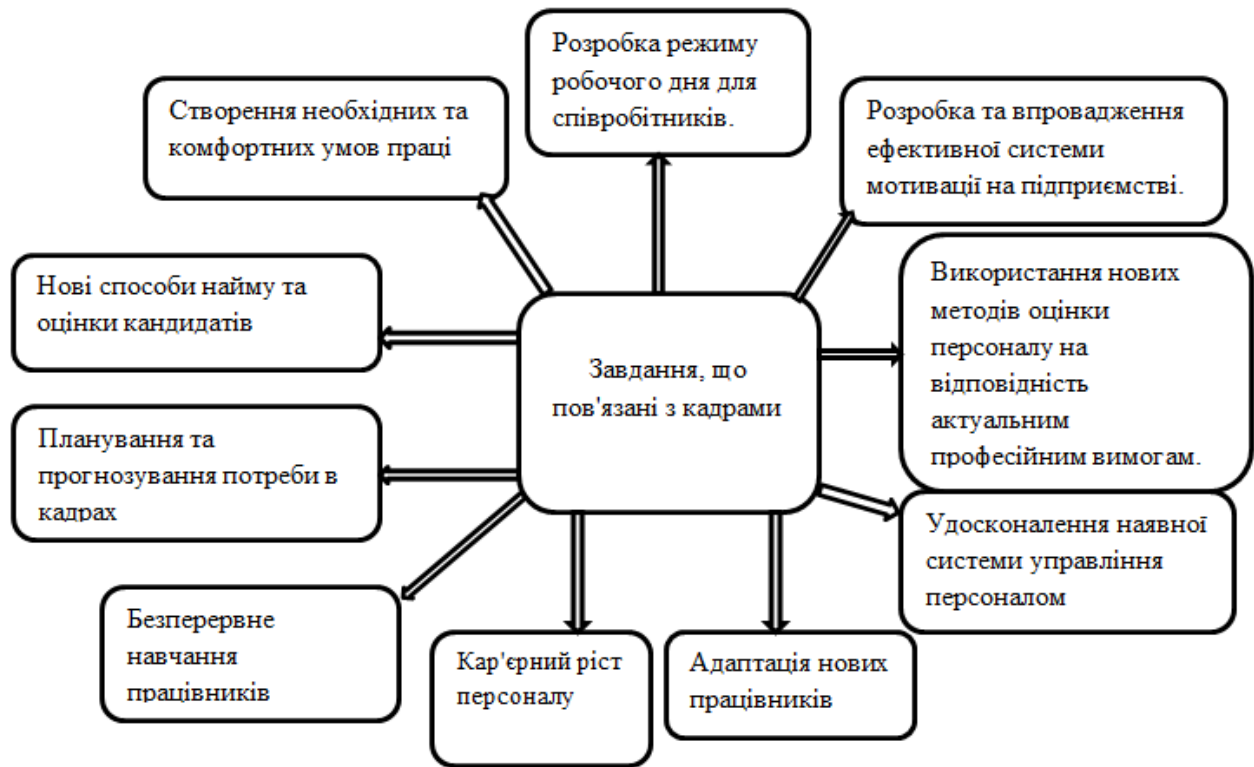 Розробка режиму
робочого дня для
співробітників.
Створення необхідних та
комфортних умов праці
Розробка та впровадження
ефективної системи
мотивації на підприємстві.
Нові способи найму та
оцінки кандидатів
Використання нових
методів оцінки
персоналу на
відповідність
актуальним
професійним вимогам.
Завдання, що
пов'язані з кадрами
Планування та
прогнозування потреби в
кадрах
Удосконалення наявної
системи управління
персоналом
Безперервне
навчання
працівників
Кар'єрний ріст
персоналу
Адаптація нових
працівників